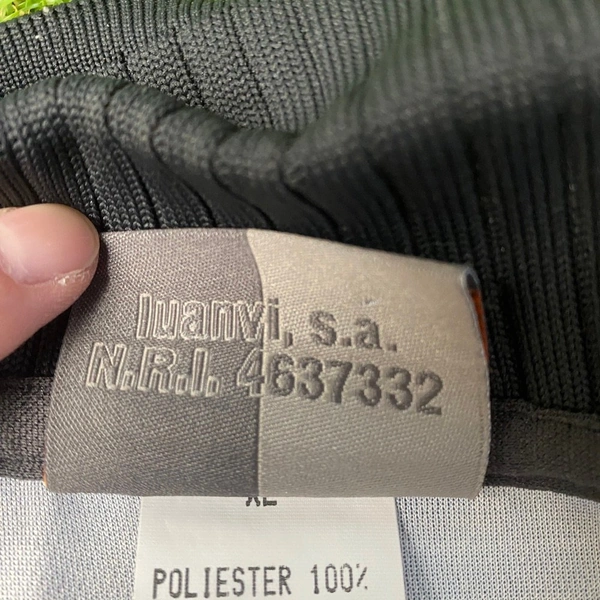 luanvi, s.a.
N.R.I. 4637332
XL
POLIESTER 100%